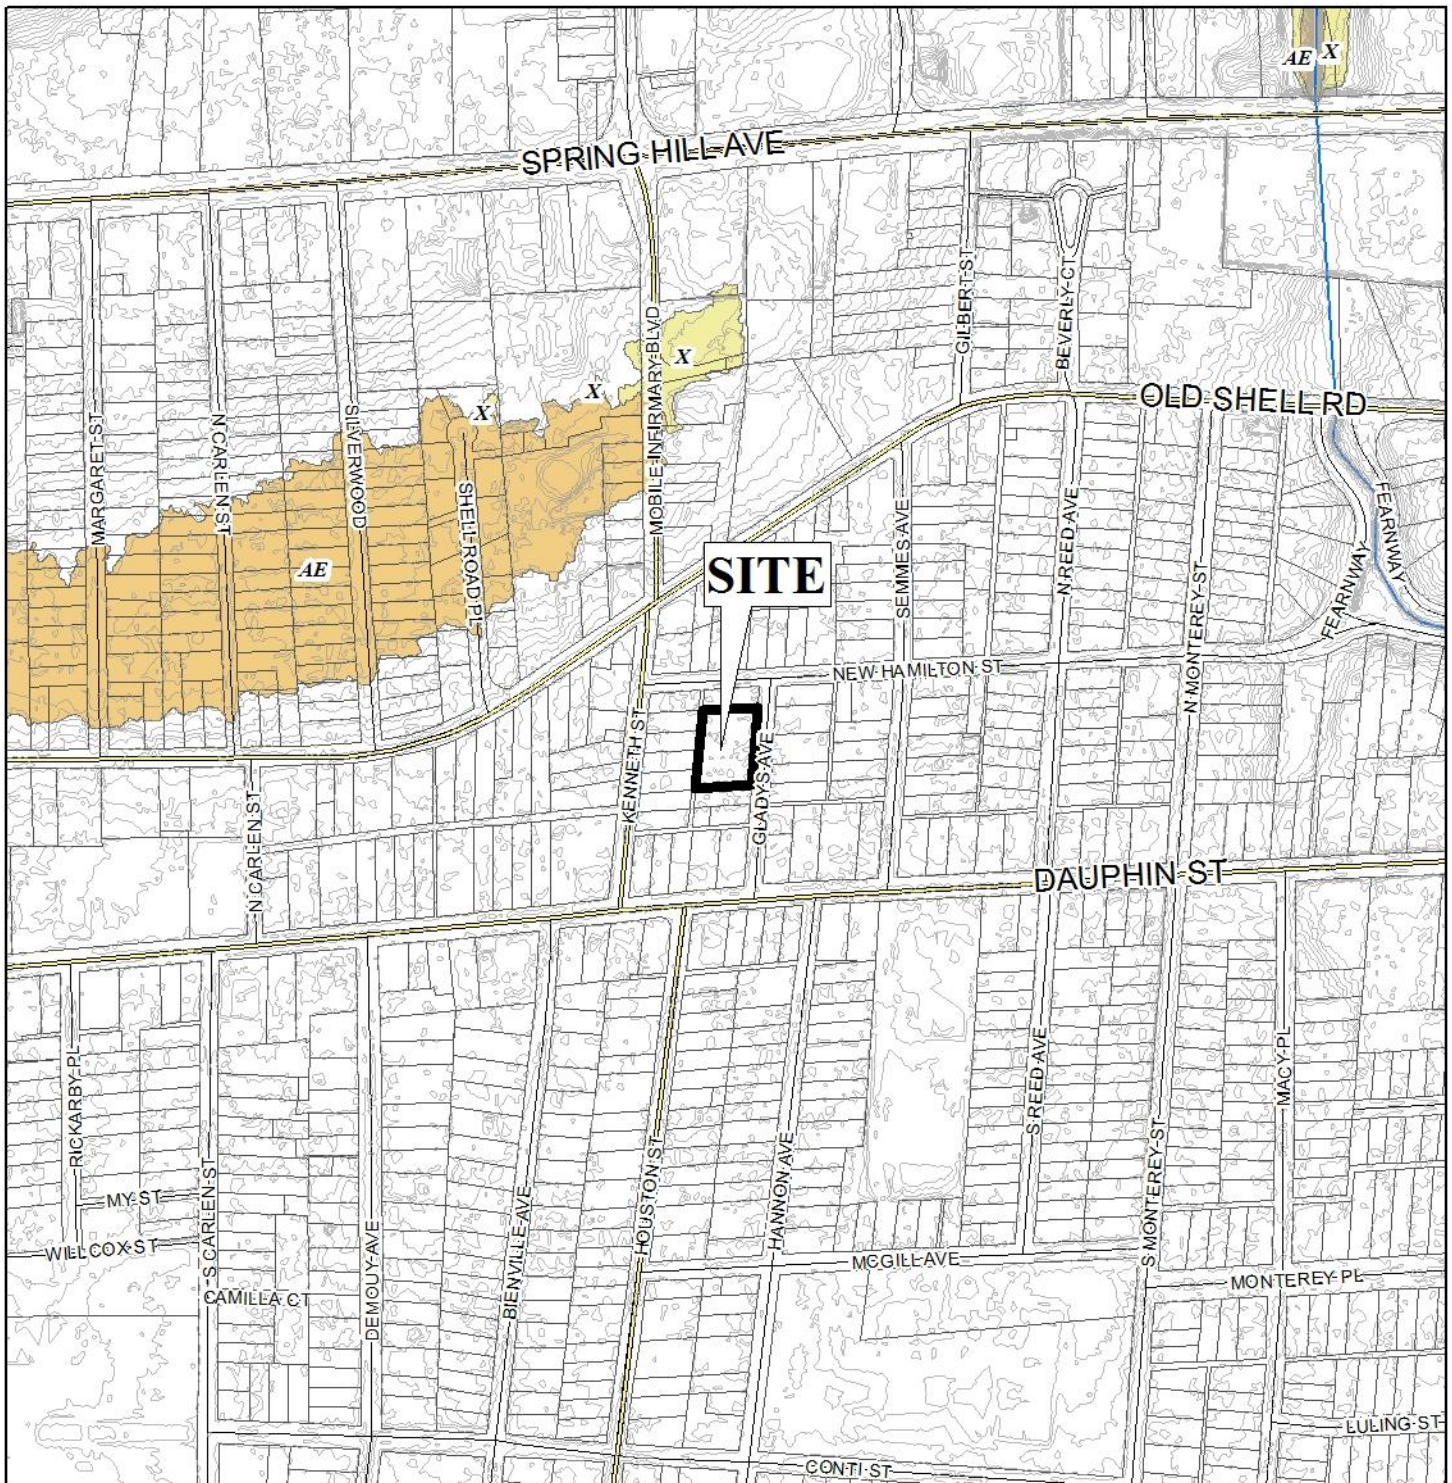 AE X
SPRING HILL AVE
GILBERT ST
BEVERLY CT
MOBILE INFIRMARY BLVD
X
X
X
OLD SHELL RD
MARGARET ST
N CARLEN ST
SILVERWOOD
SHELL ROAD PL
AE
SITE
SEMMES AVE
N REED AVE
N MONTEREY ST
FEARNWAY
FEARNWAY
NEW HAMILTON ST
KENNETH ST
GLADYS AVE
N CARLEN ST
DAUPHIN ST
RICKARBY PL
MY ST
WILLCOX ST
S CARLEN ST
CAMILLA CT
DEMOUY AVE
BIENVILLE AVE
HOUSTON ST
HANNON AVE
S REED AVE
MACY PL
S MONTEREY ST
MCGILL AVE
MONTEREY PL
LULING ST
CONTI ST